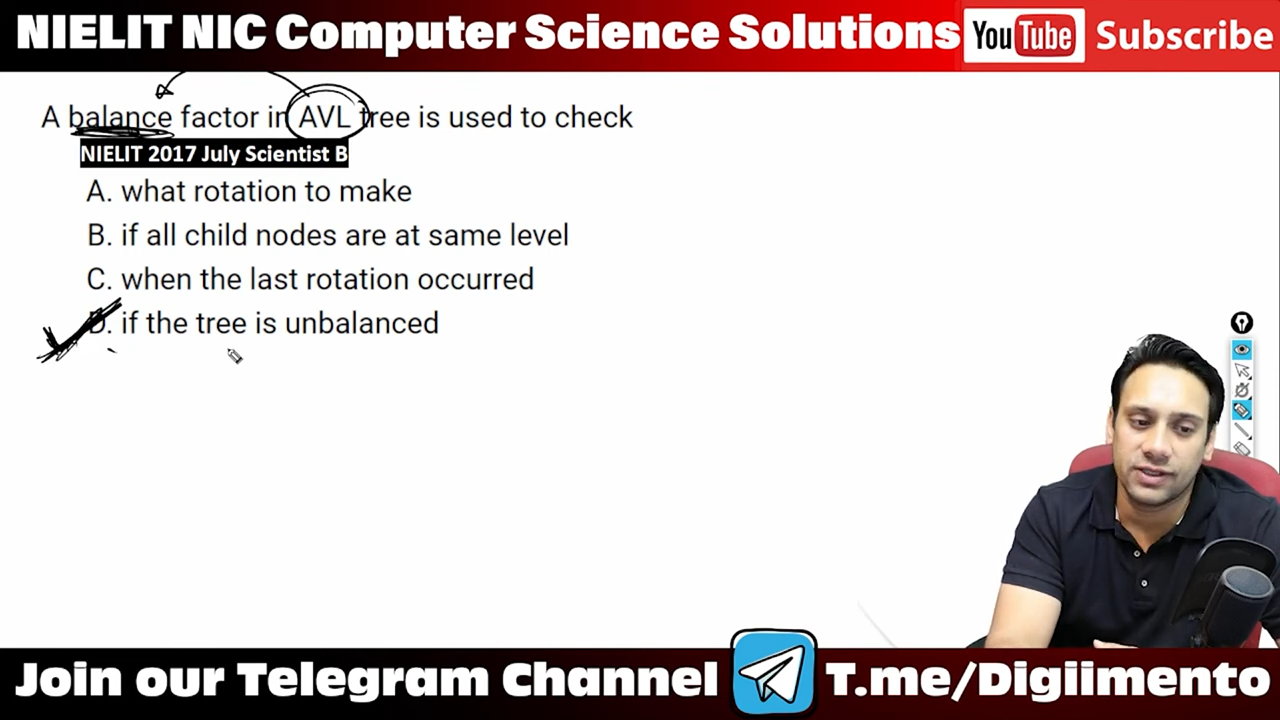 NIELIT NIC Computer Science Solutions YouTube Subscribe
A balance factor in AVL tree is used to check
NIELIT 2017 July Scientist B
A. what rotation to make
B. if all child nodes are at same level
C. when the last rotation occurred
D. if the tree is unbalanced
Join our Telegram Channel T.me/Digiimento